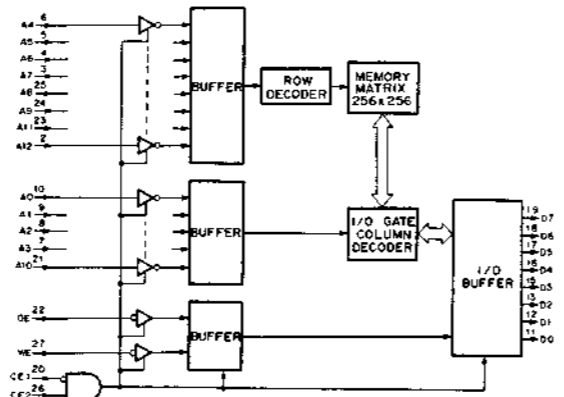 A4 6
A5 5
A6 4
A7 3
A8 25
A9 24
A11 23
A12 2
BUFFER
ROW
DECODER
MEMORY
MATRIX
256x256
A0 10
A1 9
A2 8
A3 7
A10 21
BUFFER
I/O GATE
COLUMN
DECODER
I/O
BUFFER
19 D7
18 D6
17 D5
16 D4
15 D3
13 D2
12 D1
11 D0
OE 22
WE 27
BUFFER
CE1 20
CE2 26